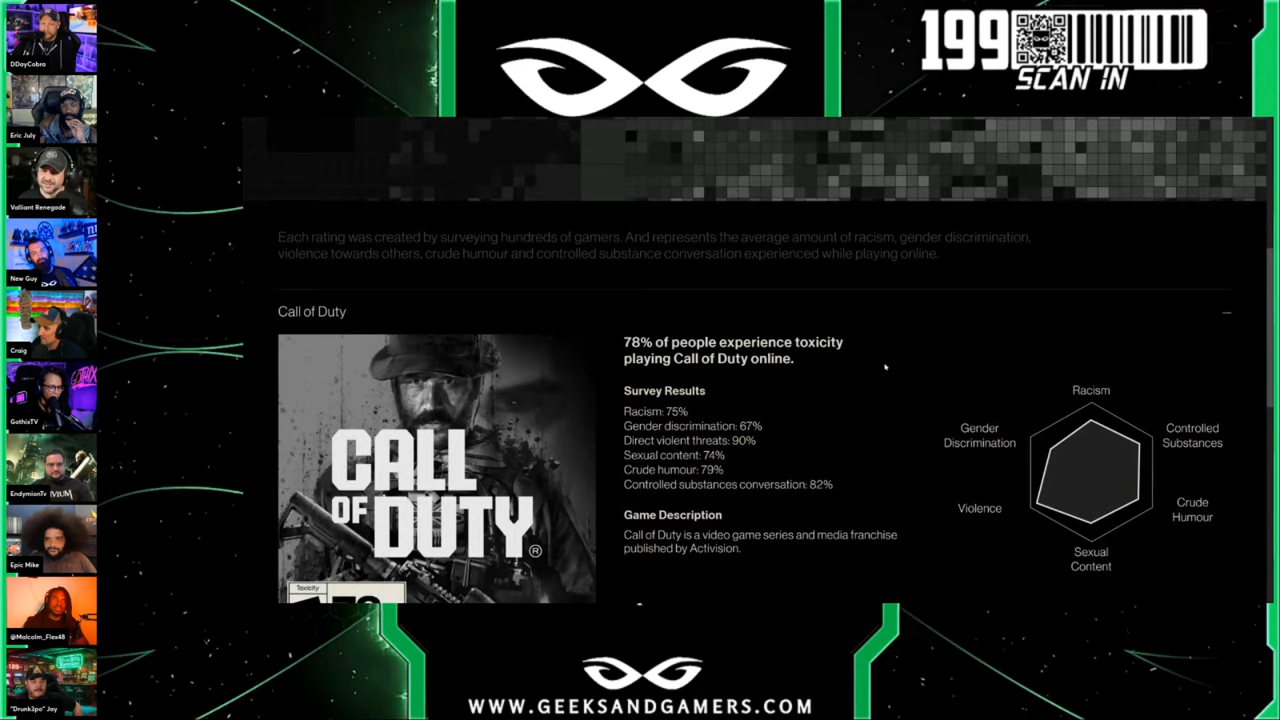 DDayCobra
Eric July
Valliant Renegade
New Guy
Craig
GothixTV
EndymionTv
Epic Mike
@Malcolm_Flex48
"Drunk3po" Jay
199
SCAN IN
Each rating was created by surveying hundreds of gamers. And represents the average amount of racism, gender discrimination,
violence towards others, crude humour and controlled substance conversation experienced while playing online.
Call of Duty
CALL
OF DUTY®
Toxicity
78% of people experience toxicity
playing Call of Duty online.
Survey Results
Racism: 75%
Gender discrimination: 67%
Direct violent threats: 90%
Sexual content: 74%
Crude humour: 79%
Controlled substances conversation: 82%
Game Description
Call of Duty is a video game series and media franchise
published by Activision.
Racism
Gender
Discrimination
Controlled
Substances
Violence
Crude
Humour
Sexual
Content
WWW.GEEKSANDGAMERS.COM